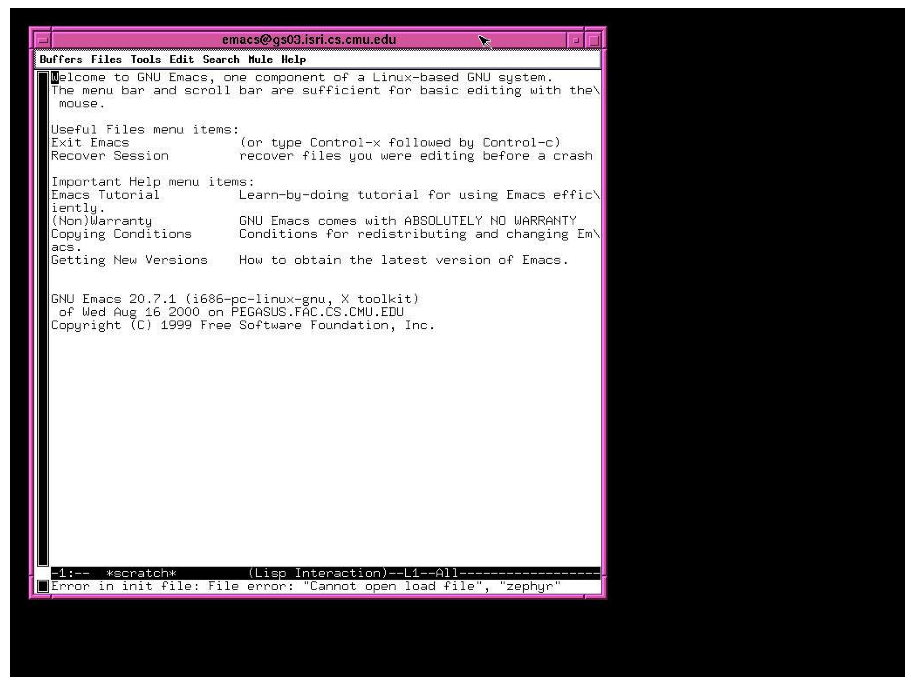 emacs@gs03.isri.cs.cmu.edu
Buffers Files Tools Edit Search Mule Help
Welcome to GNU Emacs, one component of a Linux-based GNU system.
The menu bar and scroll bar are sufficient for basic editing with the\
 mouse.
Useful Files menu items:
Exit Emacs (or type Control-x followed by Control-c)
Recover Session recover files you were editing before a crash
Important Help menu items:
Emacs Tutorial Learn-by-doing tutorial for using Emacs effic\
iently.
(Non)Warranty GNU Emacs comes with ABSOLUTELY NO WARRANTY
Copying Conditions Conditions for redistributing and changing Em\
acs.
Getting New Versions How to obtain the latest version of Emacs.
GNU Emacs 20.7.1 (i686-pc-linux-gnu, X toolkit)
 of Wed Aug 16 2000 on PEGASUS.FAC.CS.CMU.EDU
Copyright (C) 1999 Free Software Foundation, Inc.
-1:-- *scratch* (Lisp Interaction)--L1--All------------------
Error in init file: File error: "Cannot open load file", "zephyr"